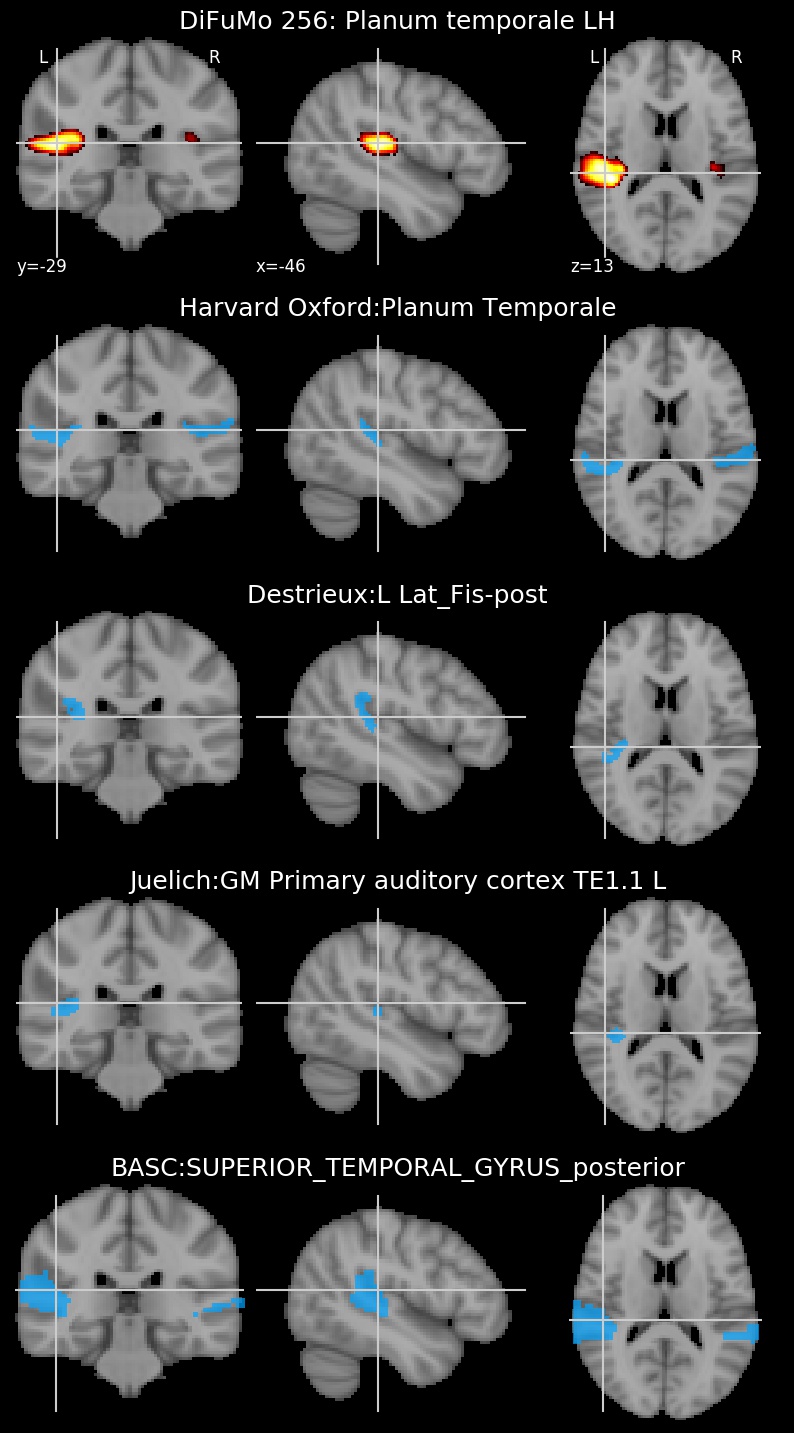 DiFuMo 256: Planum temporale LH
L R L R
y=-29 x=-46 z=13
Harvard Oxford:Planum Temporale
Destrieux:L Lat_Fis-post
Juelich:GM Primary auditory cortex TE1.1 L
BASC:SUPERIOR_TEMPORAL_GYRUS_posterior